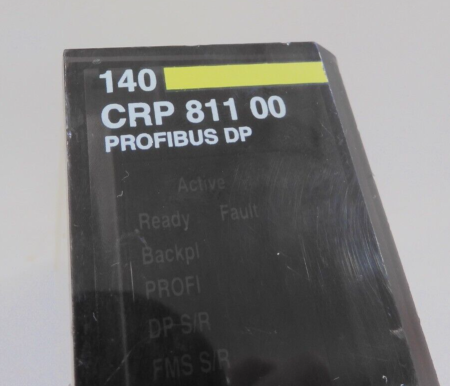 140
CRP 811 00
PROFIBUS DP
Active
Ready Fault
Backpl
PROFI
DP S/R
FMS S/R